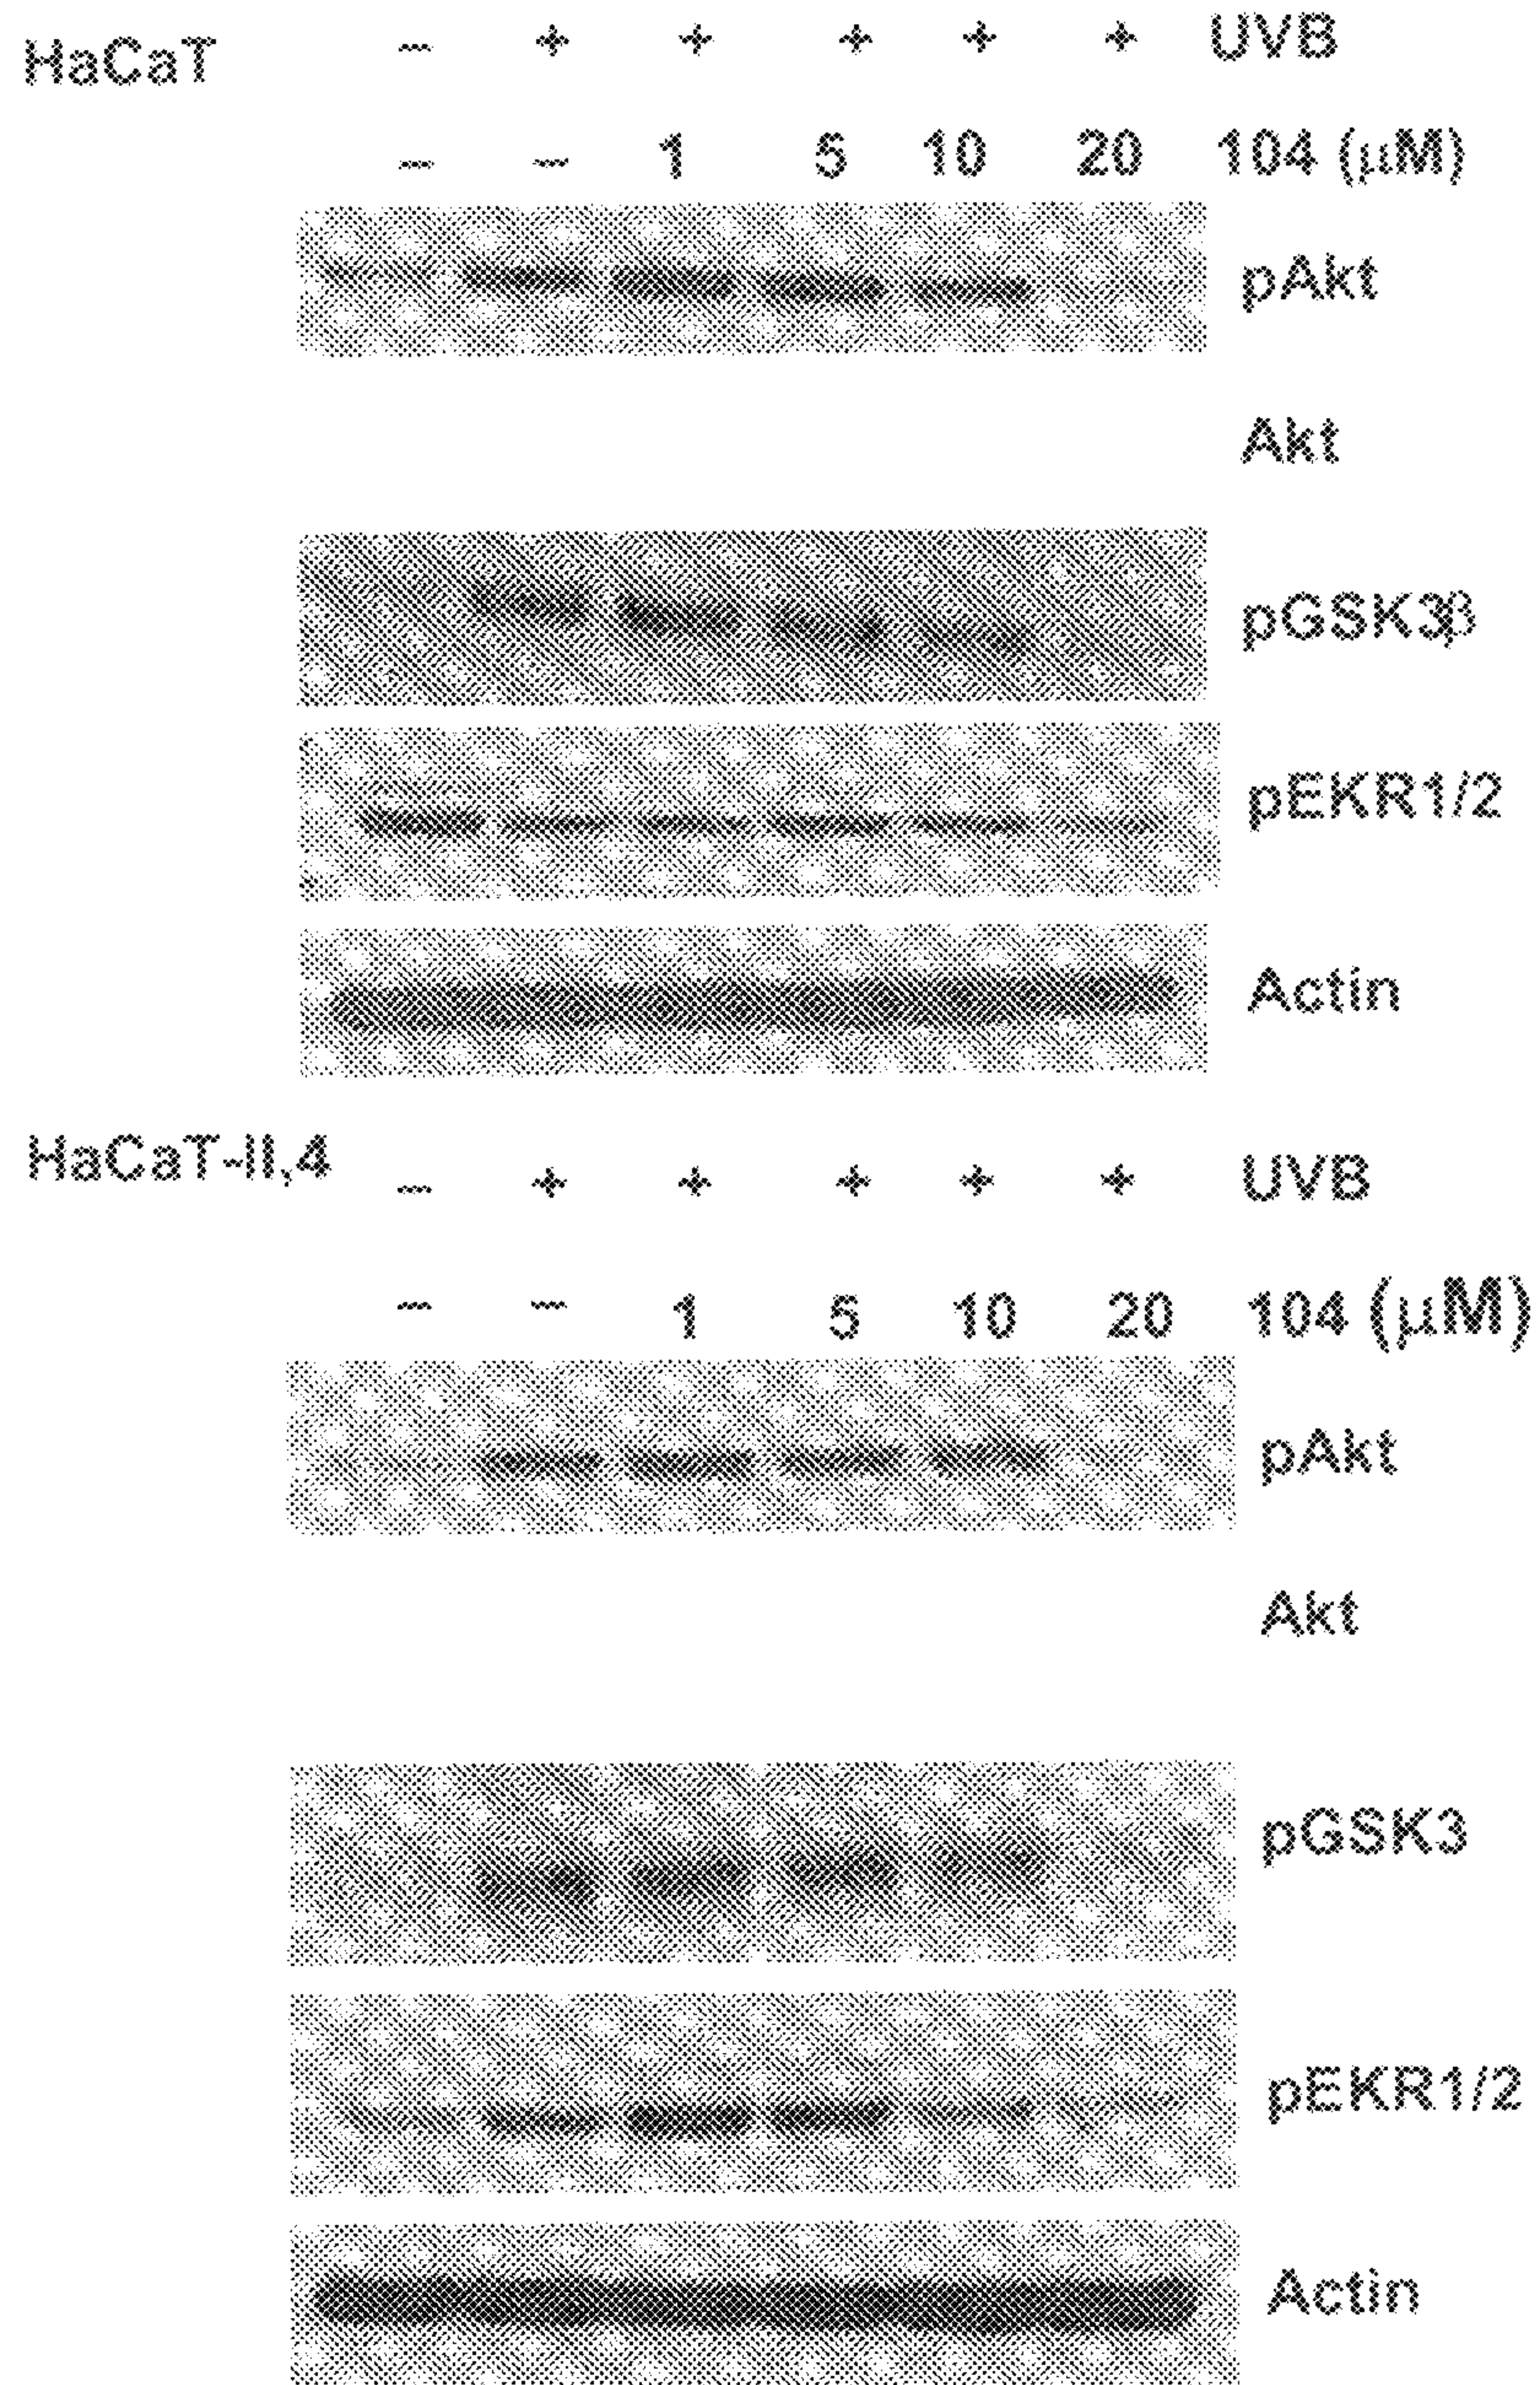 HaCaT – + + + + + UVB
– – 1 5 10 20 104 (μM)
pAkt
Akt
pGSK3β
pEKR1/2
Actin
HaCaT-II,4 – + + + + + UVB
– – 1 5 10 20 104 (μM)
pAkt
Akt
pGSK3
pEKR1/2
Actin